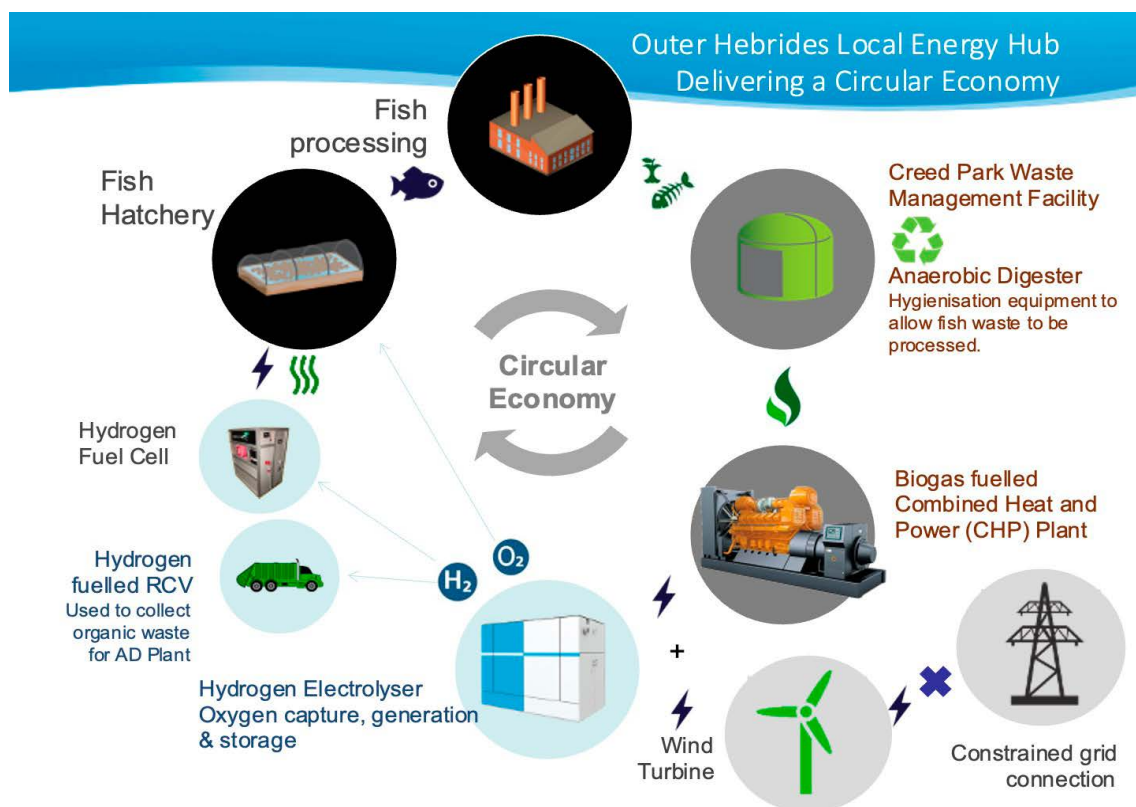 Outer Hebrides Local Energy Hub
Delivering a Circular Economy
Fish
processing
Fish
Hatchery
Creed Park Waste
Management Facility
Anaerobic Digester
Hygienisation equipment to
allow fish waste to be
processed.
Circular
Economy
Hydrogen
Fuel Cell
Biogas fuelled
Combined Heat and
Power (CHP) Plant
O₂
H₂
Hydrogen
fuelled RCV
Used to collect
organic waste
for AD Plant
+
Hydrogen Electrolyser
Oxygen capture, generation
& storage
Wind
Turbine
Constrained grid
connection